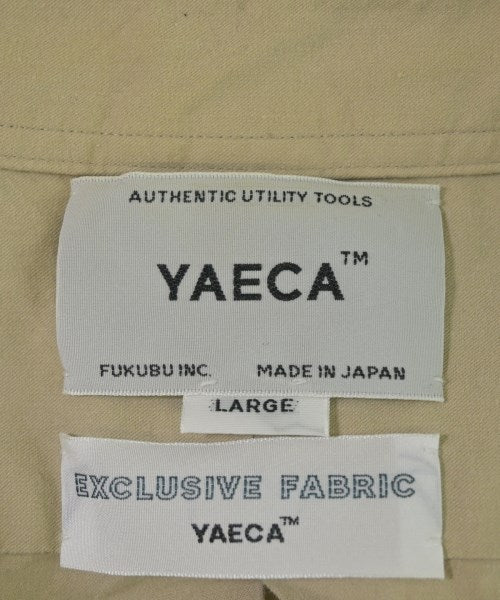 AUTHENTIC UTILITY TOOLS
YAECA™
FUKUBU INC. MADE IN JAPAN
LARGE
EXCLUSIVE FABRIC
YAECA™